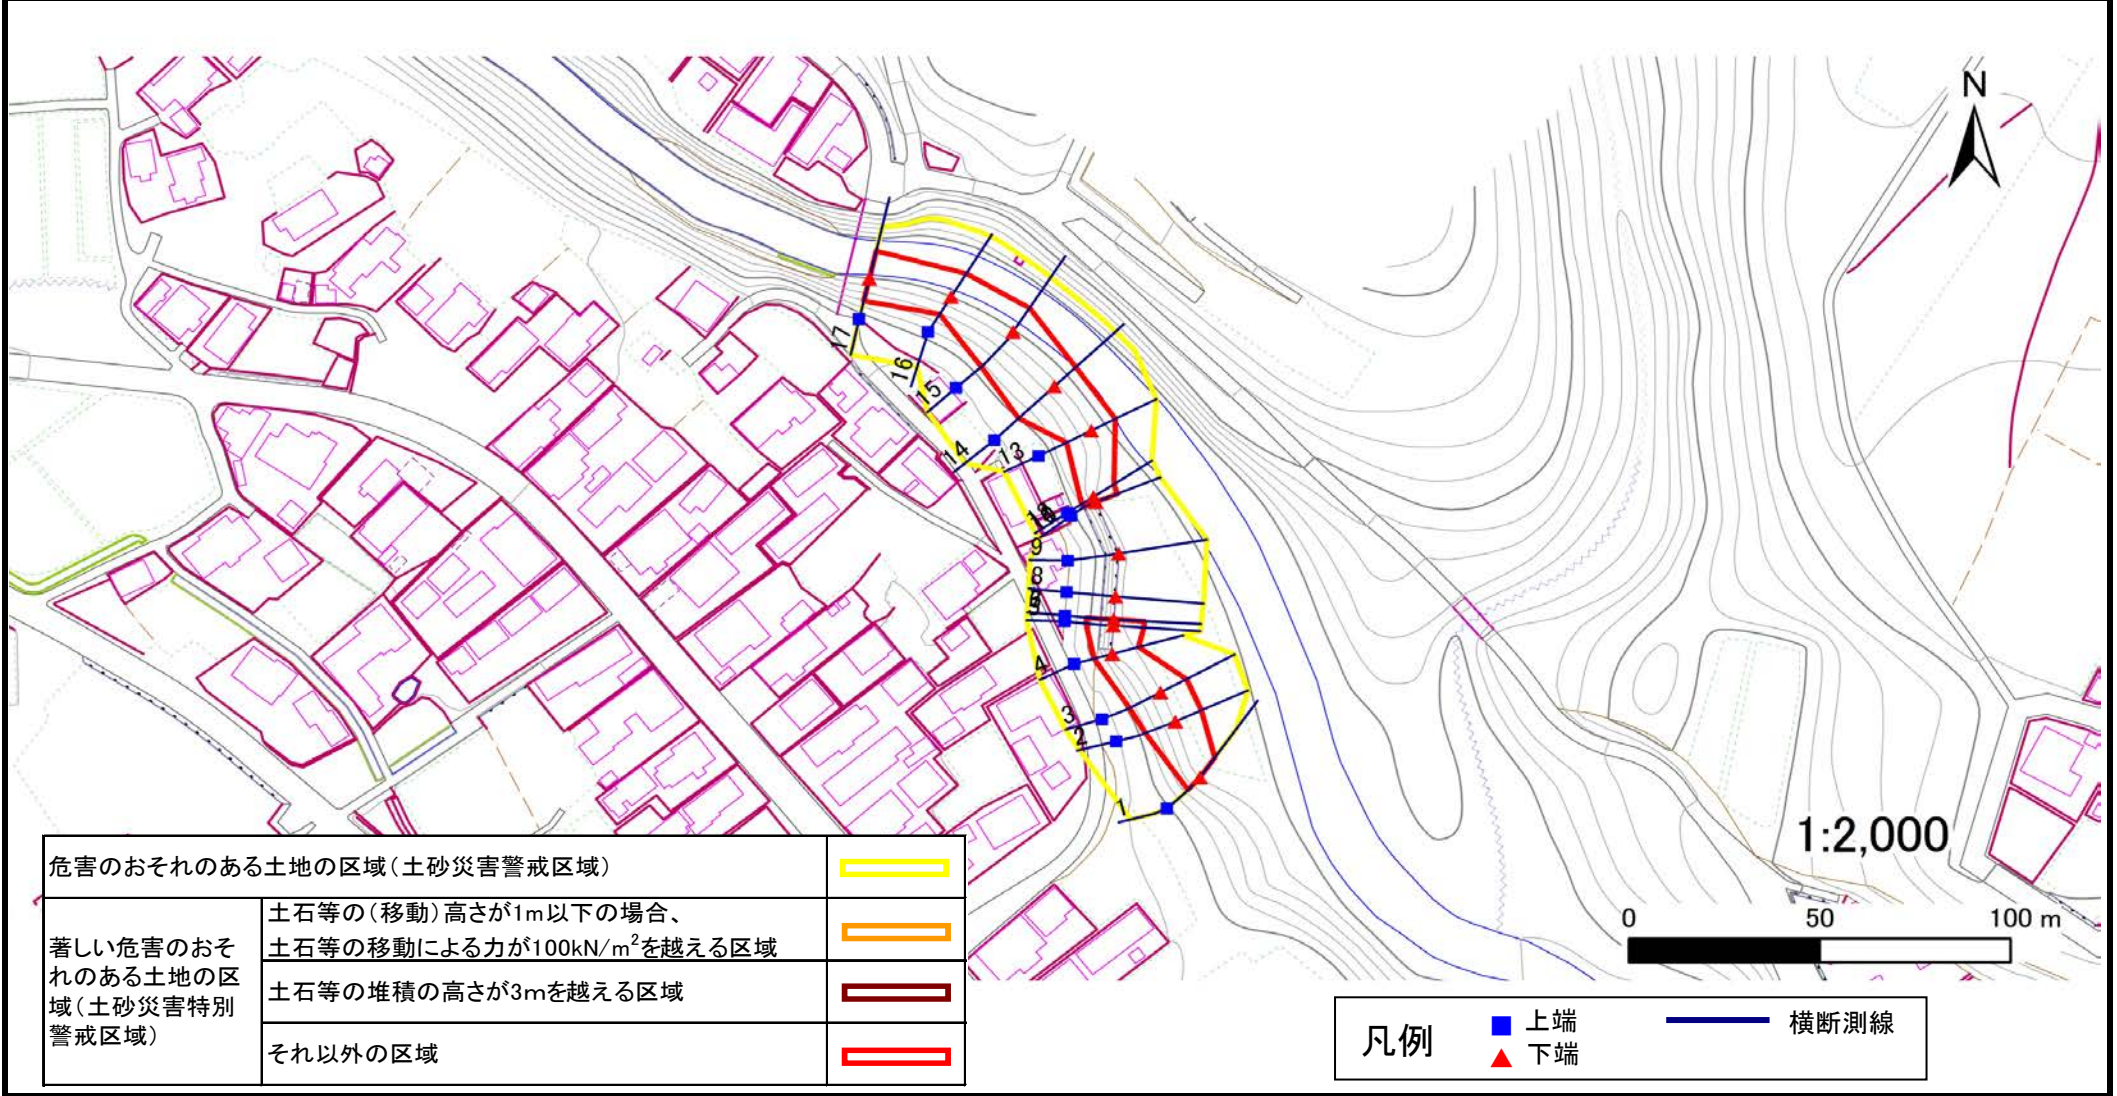 N
17
16
15
14
13
9
8
4
3
2
1
1:2,000
0 50 100 m
危害のおそれのある土地の区域(土砂災害警戒区域)
著しい危害のおそ
れのある土地の区
域(土砂災害特別
警戒区域)
土石等の(移動)高さが1m以下の場合、
土石等の移動による力が100kN/m²を越える区域
土石等の堆積の高さが3mを越える区域
それ以外の区域
凡例
上端
下端
横断測線